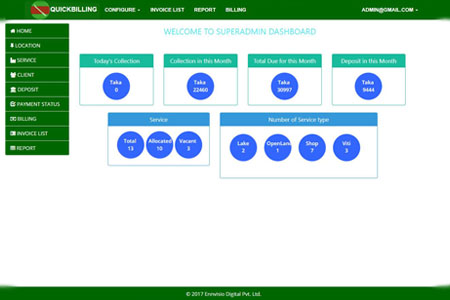 QUICKBILLING CONFIGURE INVOICE LIST REPORT BILLING ADMIN@GMAIL.COM
WELCOME TO SUPERADMIN DASHBOARD
HOME
LOCATION
SERVICE
CLIENT
DEPOSIT
PAYMENT STATUS
BILLING
INVOICE LIST
REPORT
Today's Collection
Taka
0
Collection in this Month
Taka
22460
Total Due for this Month
Taka
30997
Deposit in this Month
Taka
9444
Service
Total
13
Allocated
10
Vacant
3
Number of Service type
Lake
2
OpenLand
1
Shop
7
3
© 2017 Ennvisio Digital Pvt. Ltd.